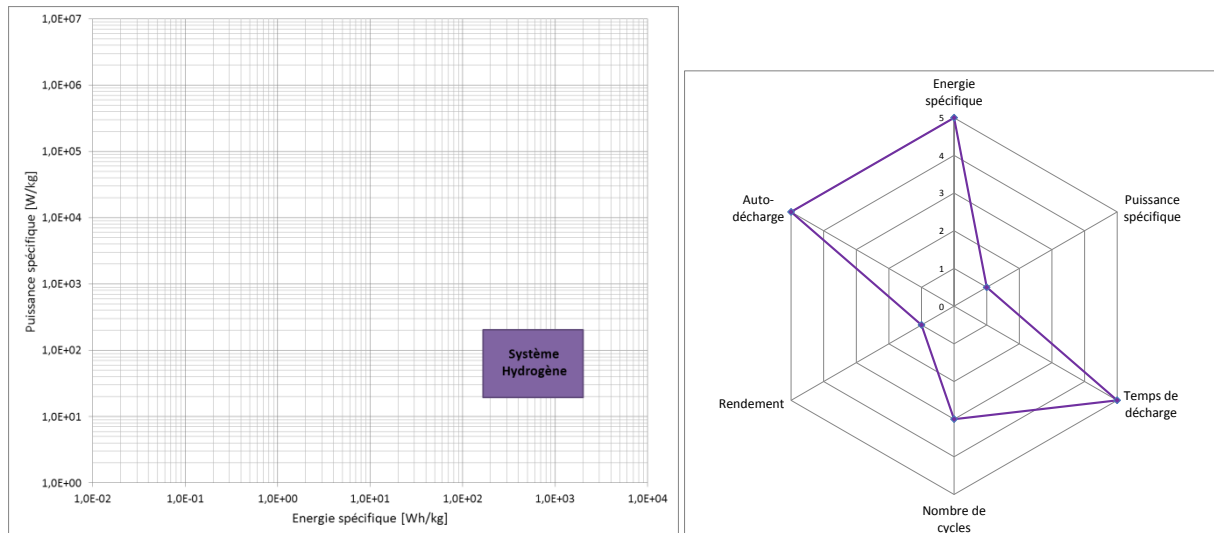 1,0E+07
1,0E+06
1,0E+05
1,0E+04
1,0E+03
1,0E+02
1,0E+01
1,0E+00
Puissance spécifique [W/kg]
Système
Hydrogène
1,0E-02
1,0E-01
1,0E+00
1,0E+01
1,0E+02
1,0E+03
1,0E+04
Energie spécifique [Wh/kg]
Energie
spécifique
5
4
3
2
1
0
Puissance
spécifique
Temps de
décharge
Nombre de
cycles
Rendement
Auto-
décharge